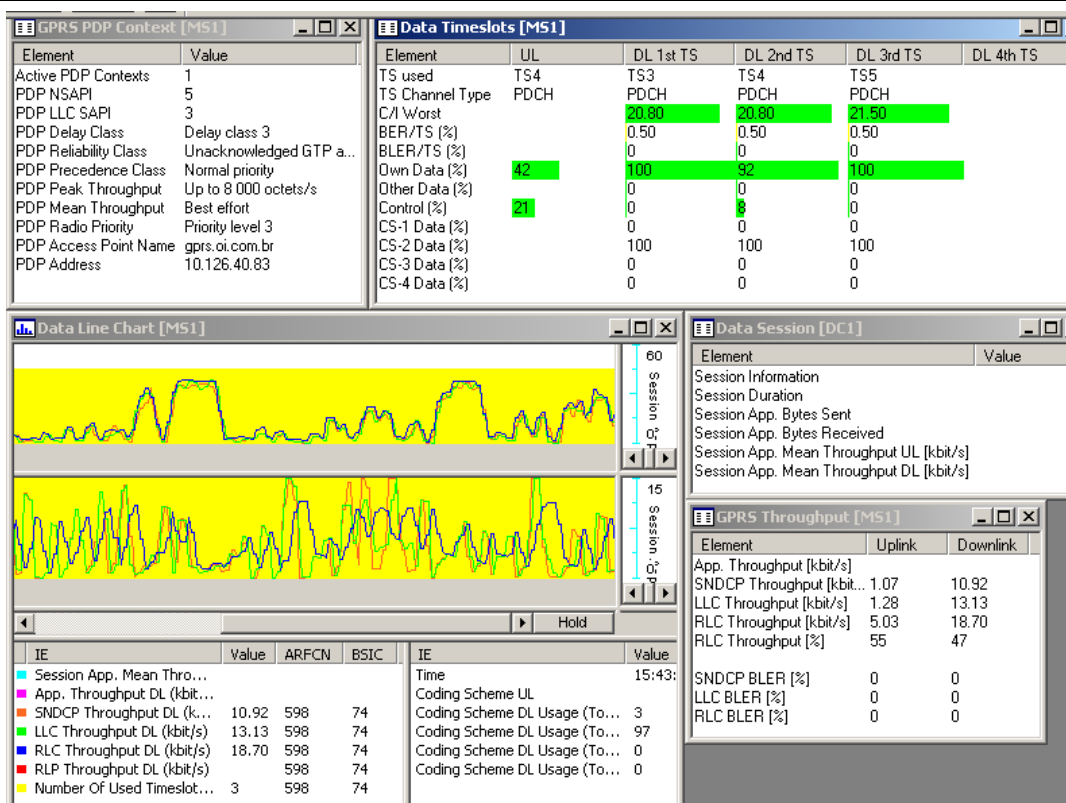 GPRS PDP Context [MS1]
Element Value
Active PDP Contexts 1
PDP NSAPI 5
PDP LLC SAPI 3
PDP Delay Class Delay class 3
PDP Reliability Class Unacknowledged GTP a...
PDP Precedence Class Normal priority
PDP Peak Throughput Up to 8 000 octets/s
PDP Mean Throughput Best effort
PDP Radio Priority Priority level 3
PDP Access Point Name gprs.oi.com.br
PDP Address 10.126.40.83
Data Timeslots [MS1]
Element UL DL 1st TS DL 2nd TS DL 3rd TS DL 4th TS
TS used TS4 TS3 TS4 TS5
TS Channel Type PDCH PDCH PDCH PDCH
C/I Worst 20.80 20.80 21.50
BER/TS (%) 0.50 0.50 0.50
BLER/TS (%) 0 0 0
Own Data (%) 42 100 92 100
Other Data (%) 0 0 0
Control (%) 21 0 8 0
CS-1 Data (%) 0 0 0
CS-2 Data (%) 100 100 100
CS-3 Data (%) 0 0 0
CS-4 Data (%) 0 0 0
Data Line Chart [MS1]
60
Session
0
15
Session
0
Hold
IE Value ARFCN BSIC
Session App. Mean Thro...
App. Throughput DL (kbit...
SNDCP Throughput DL (k... 10.92 598 74
LLC Throughput DL (kbit/s) 13.13 598 74
RLC Throughput DL (kbit/s) 18.70 598 74
RLP Throughput DL (kbit/s) 598 74
Number Of Used Timeslot... 3 598 74
IE Value
Time 15:43:
Coding Scheme UL
Coding Scheme DL Usage (To... 3
Coding Scheme DL Usage (To... 97
Coding Scheme DL Usage (To... 0
Coding Scheme DL Usage (To... 0
Data Session [DC1]
Element Value
Session Information
Session Duration
Session App. Bytes Sent
Session App. Bytes Received
Session App. Mean Throughput UL [kbit/s]
Session App. Mean Throughput DL [kbit/s]
GPRS Throughput [MS1]
Element Uplink Downlink
App. Throughput [kbit/s]
SNDCP Throughput [kbit... 1.07 10.92
LLC Throughput [kbit/s] 1.28 13.13
RLC Throughput [kbit/s] 5.03 18.70
RLC Throughput [%] 55 47
SNDCP BLER [%] 0 0
LLC BLER [%] 0 0
RLC BLER [%] 0 0